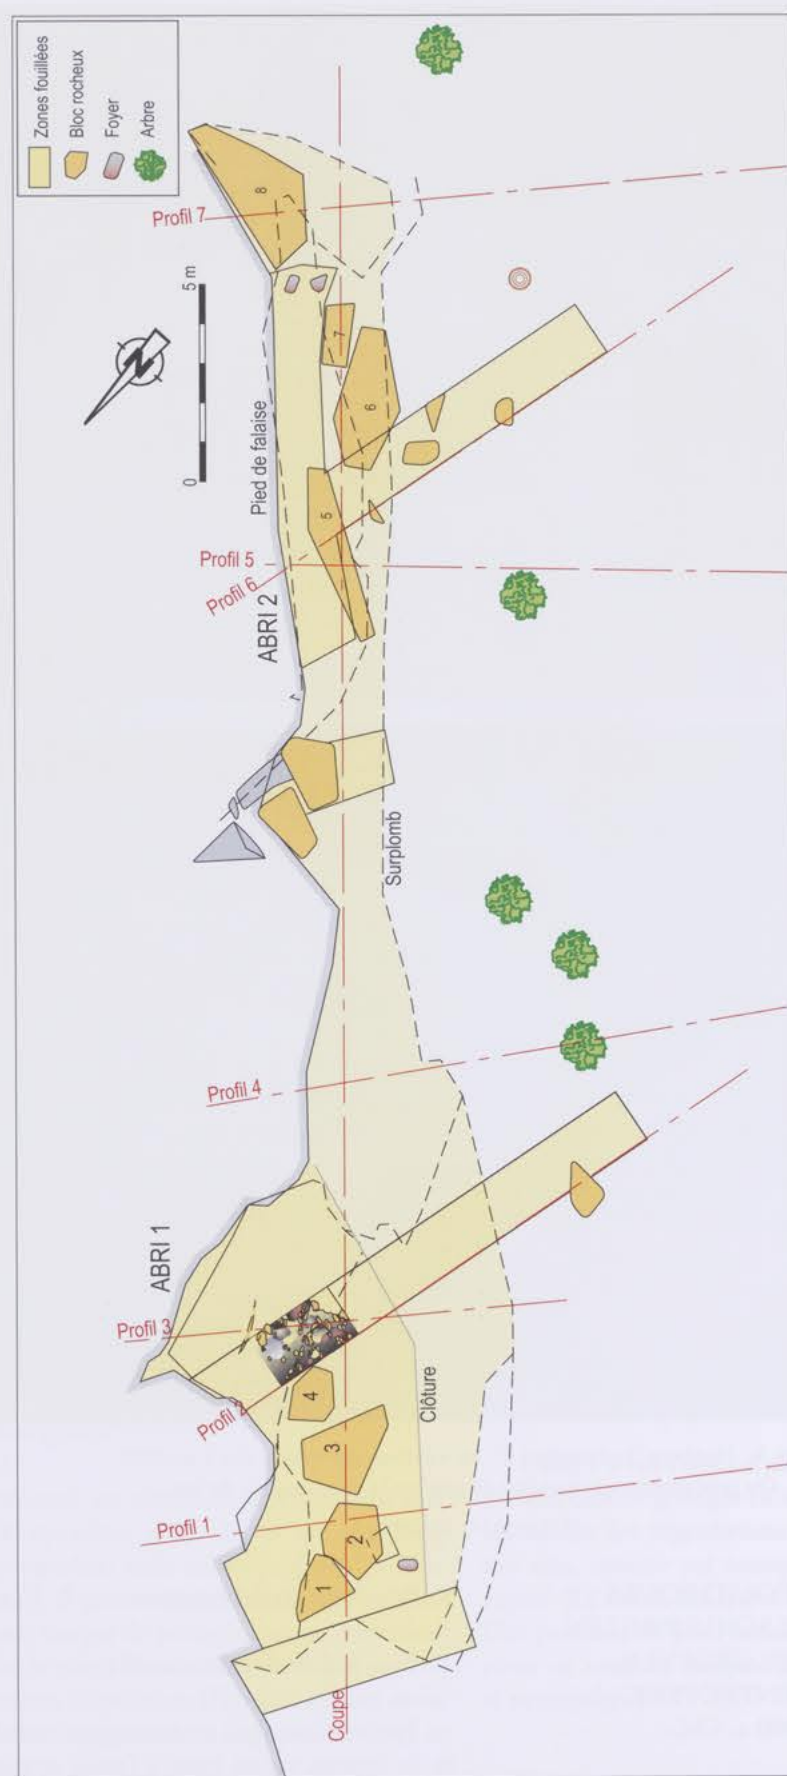 Zones fouillées
Bloc rocheux
Foyer
Arbre
Profil 7
8
5 m
0
N
7
6
5
Pied de falaise
Profil 5
Profil 6
ABRI 2
Surplomb
Profil 4
ABRI 1
Profil 3
Profil 2
4
3
Clôture
Profil 1
2
1
Coupe